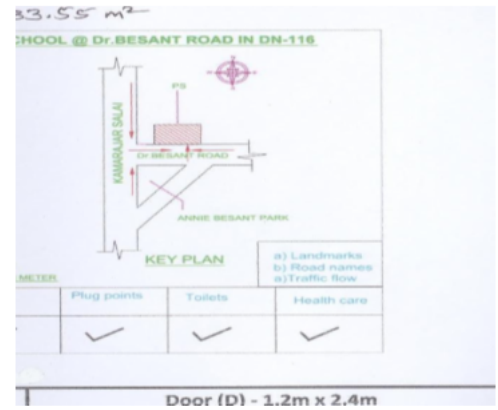 33.55 m²
CHOOL @ Dr.BESANT ROAD IN DN-116
PS
KAMARAJAR SALAI
Dr.BESANT ROAD
ANNIE BESANT PARK
KEY PLAN
a) Landmarks
b) Road names
a)Traffic flow
METER
Plug points
Toilets
Health care
Door (D) - 1.2m x 2.4m